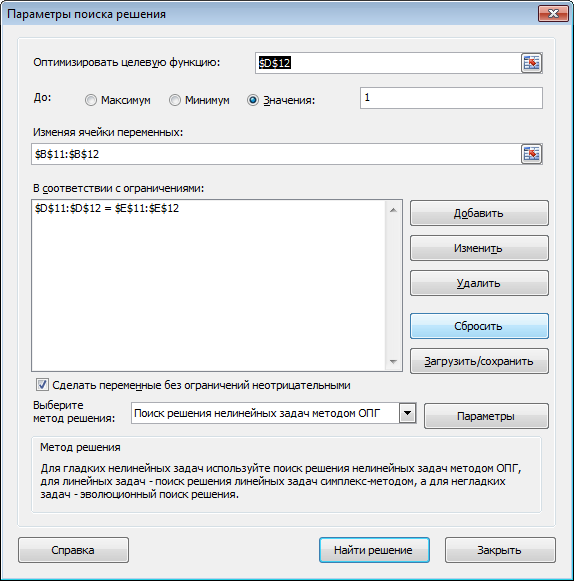 Параметры поиска решения
Оптимизировать целевую функцию:
$D$12
До:
Максимум
Минимум
Значения:
1
Изменяя ячейки переменных:
$B$11:$B$12
В соответствии с ограничениями:
$D$11:$D$12 = $E$11:$E$12
Добавить
Изменить
Удалить
Сбросить
Загрузить/сохранить
Сделать переменные без ограничений неотрицательными
Выберите
метод решения:
Поиск решения нелинейных задач методом ОПГ
Параметры
Метод решения
Для гладких нелинейных задач используйте поиск решения нелинейных задач методом ОПГ,
для линейных задач - поиск решения линейных задач симплекс-методом, а для негладких
задач - эволюционный поиск решения.
Справка
Найти решение
Закрыть